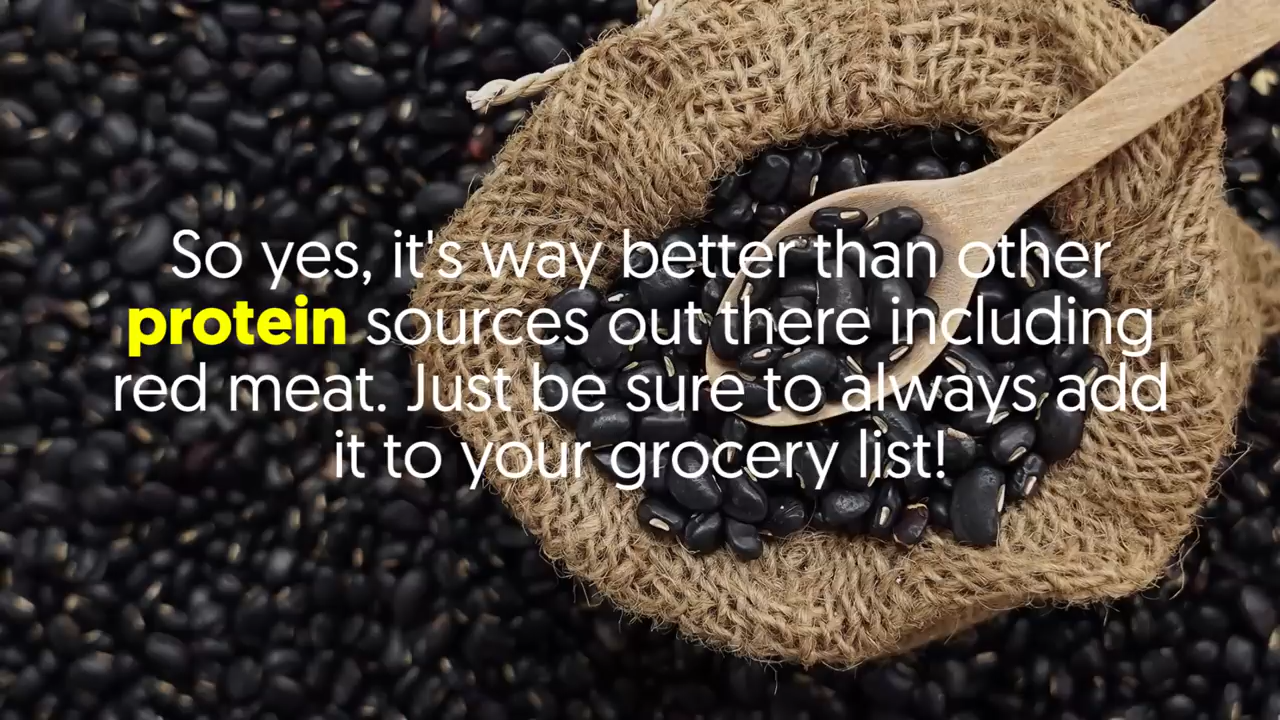 So yes, it's way better than other
protein sources out there including
red meat. Just be sure to always add
it to your grocery list!